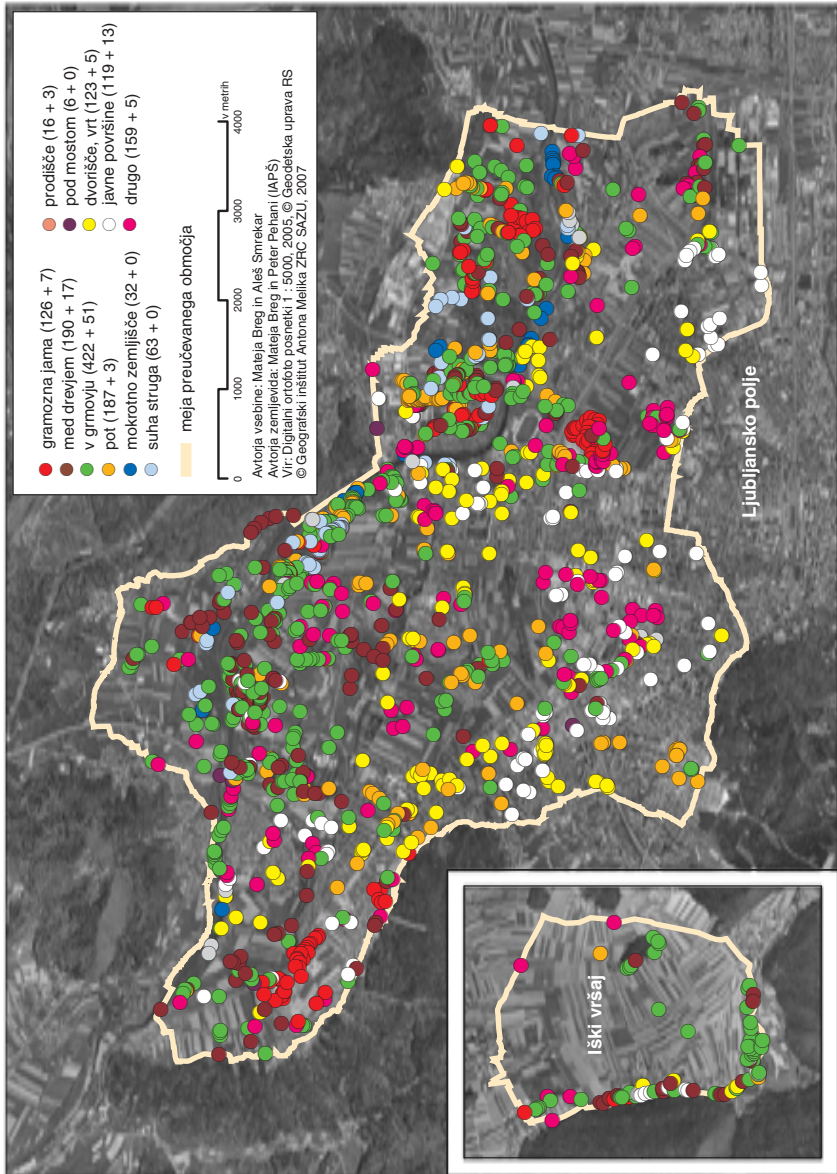 gramozna jama (126 + 7)
med drevjem (190 + 17)
v grmovju (422 + 51)
pot (187 + 3)
mokrotno zemljišče (32 + 0)
suha struga (63 + 0)
prodišče (16 + 3)
pod mostom (6 + 0)
dvorišče, vrt (123 + 5)
javne površine (119 + 13)
drugo (159 + 5)
meja preučevanega območja
0 1000 2000 3000 4000
v metrih
Avtorja vsebine: Mateja Breg in Aleš Smrekar
Avtorja zemljevida: Mateja Breg in Peter Pehani (IAPŠ)
Vir: Digitalni ortofoto posnetki 1 : 5000, 2005, © Geodetska uprava RS
© Geografski inštitut Antona Melika ZRC SAZU, 2007
Ljubljansko polje
Iški vršaj